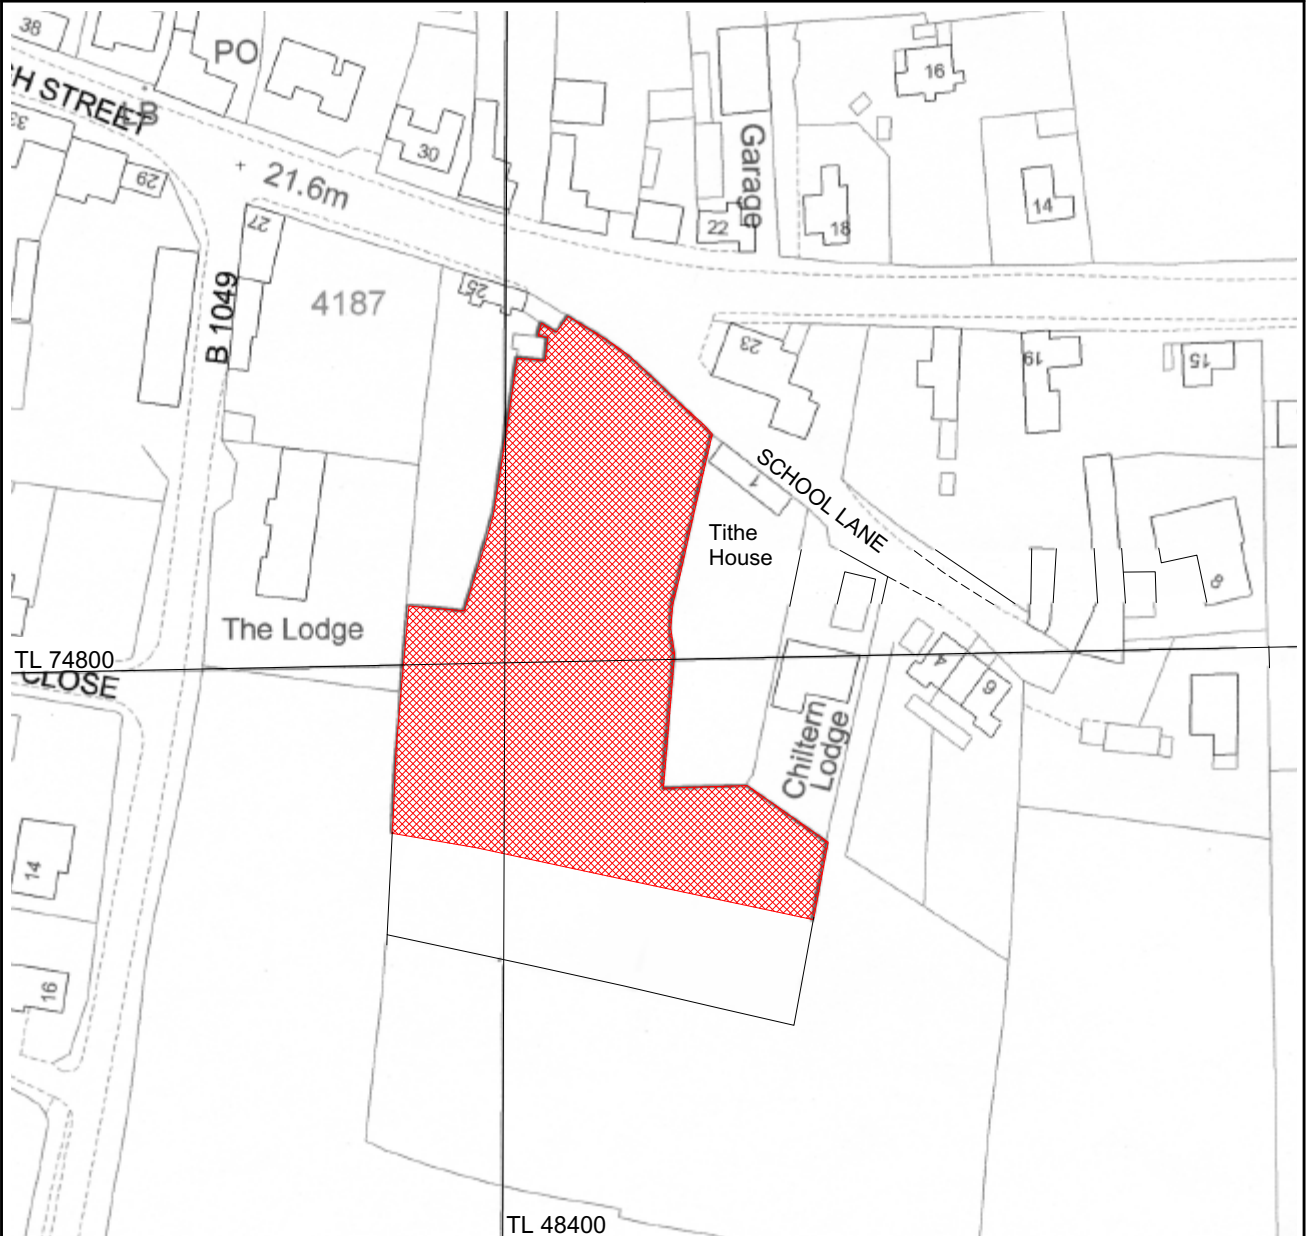 38
PO
16
H STREET
LB
33
30
29
21.6m
Garage
14
22
18
27
25
4187
B 1049
23
19
15
1
SCHOOL LANE
Tithe
House
8
The Lodge
TL 74800
CLOSE
4
6
Chiltern
Lodge
14
16
TL 48400